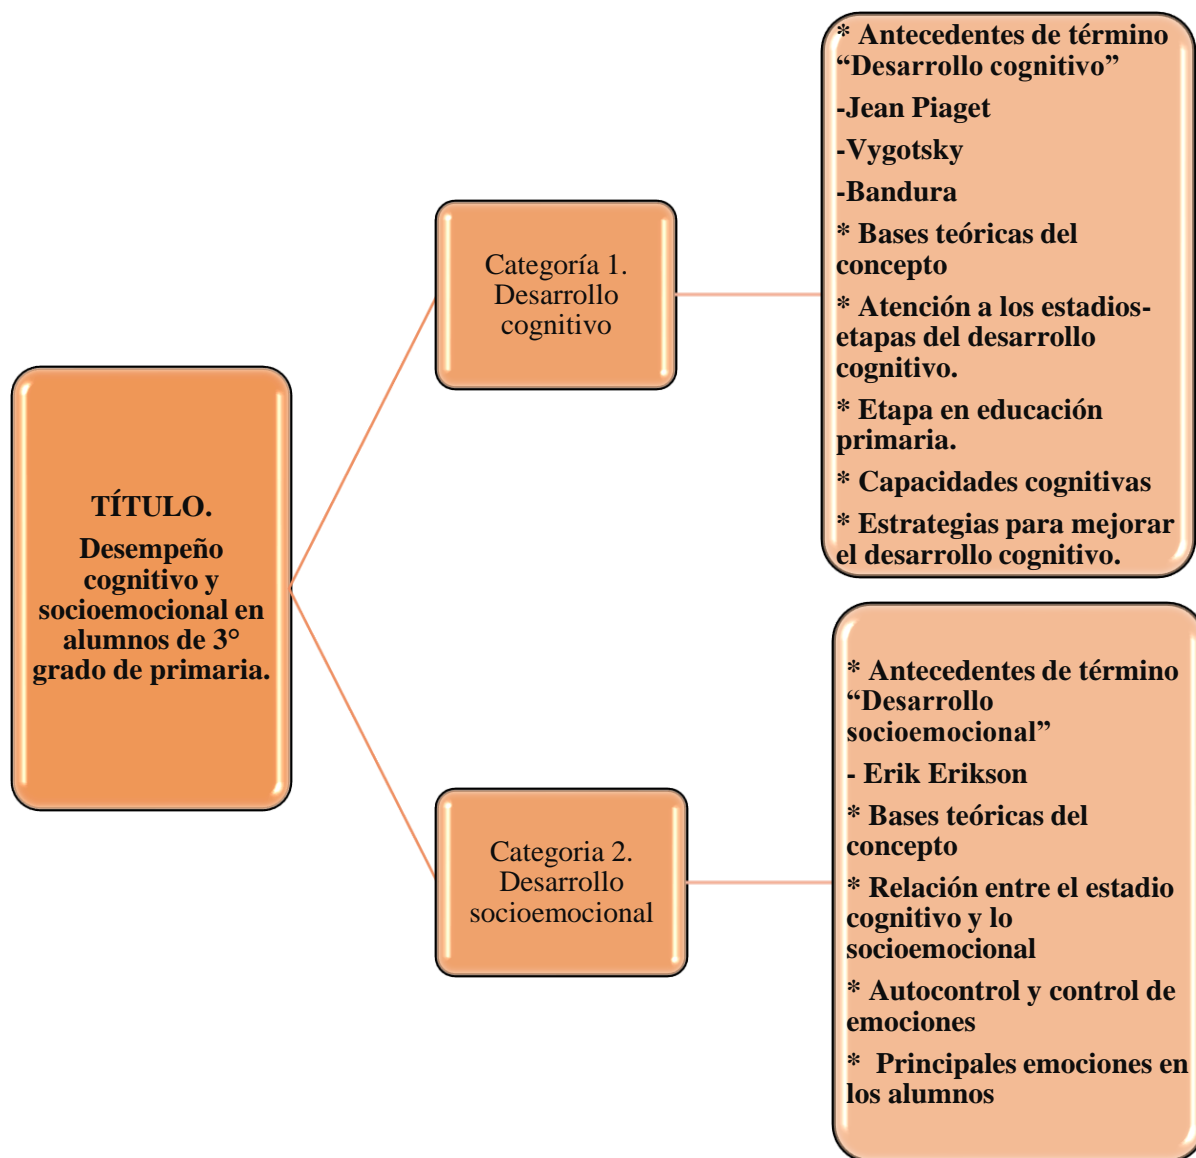 TÍTULO.
Desempeño
cognitivo y
socioemocional en
alumnos de 3°
grado de primaria.
Categoría 1.
Desarrollo
cognitivo
* Antecedentes de término
“Desarrollo cognitivo”
-Jean Piaget
-Vygotsky
-Bandura
* Bases teóricas del
concepto
* Atención a los estadios-
etapas del desarrollo
cognitivo.
* Etapa en educación
primaria.
* Capacidades cognitivas
* Estrategias para mejorar
el desarrollo cognitivo.
Categoria 2.
Desarrollo
socioemocional
* Antecedentes de término
“Desarrollo
socioemocional”
- Erik Erikson
* Bases teóricas del
concepto
* Relación entre el estadio
cognitivo y lo
socioemocional
* Autocontrol y control de
emociones
* Principales emociones en
los alumnos